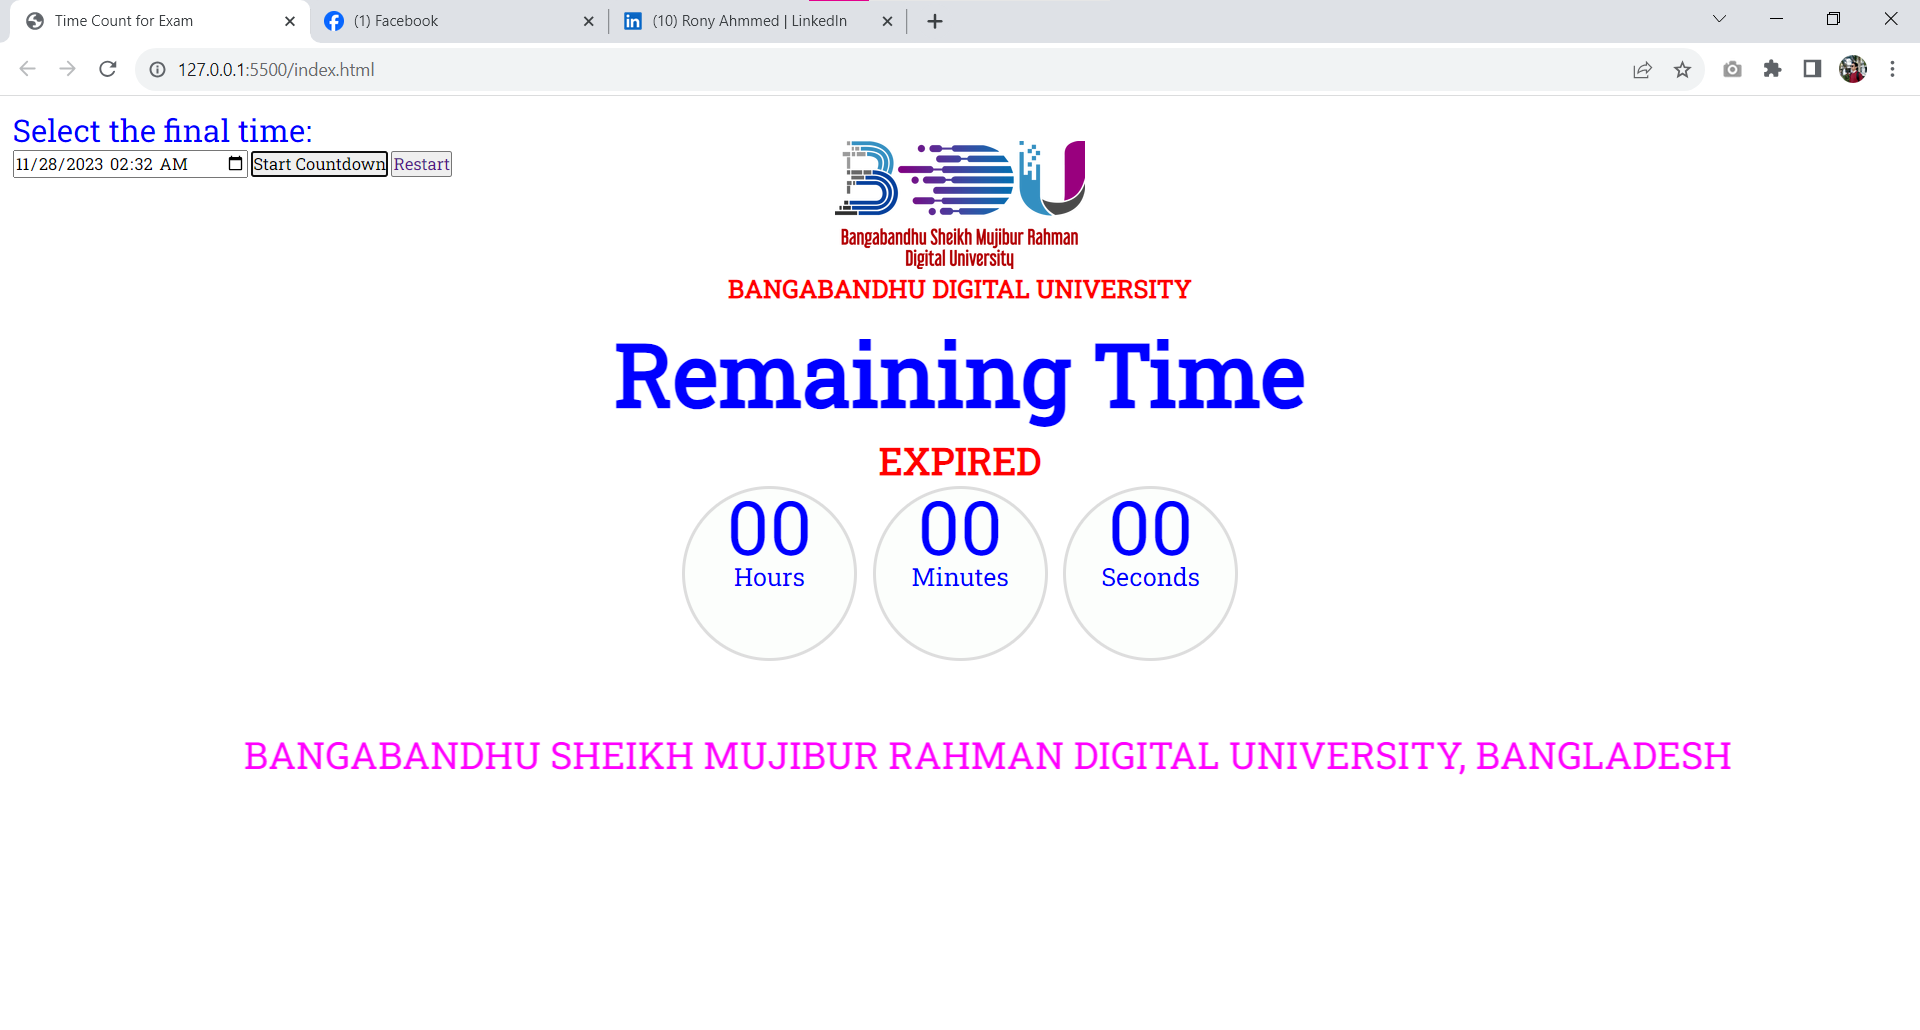 Time Count for Exam
(1) Facebook
(10) Rony Ahmmed | LinkedIn
127.0.0.1:5500/index.html
Select the final time:
11/28/2023 02:32 AM Start Countdown Restart
BDU
Bangabandhu Sheikh Mujibur Rahman
Digital University
BANGABANDHU DIGITAL UNIVERSITY
Remaining Time
EXPIRED
00 00 00
Hours Minutes Seconds
BANGABANDHU SHEIKH MUJIBUR RAHMAN DIGITAL UNIVERSITY, BANGLADESH